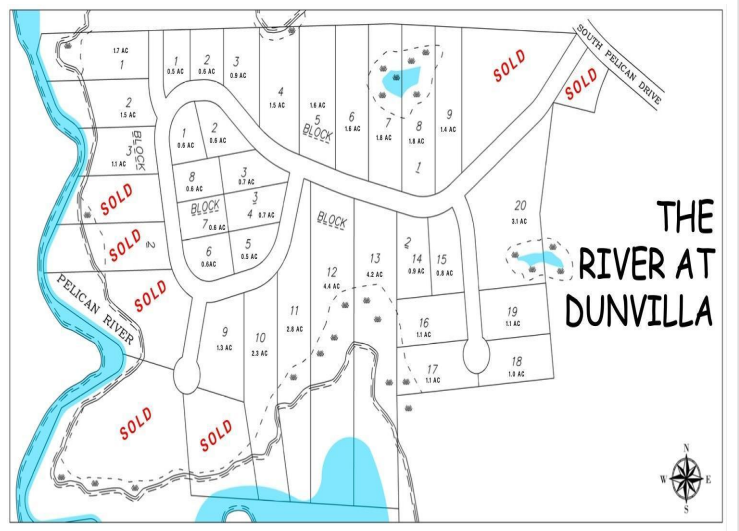 1.7 AC
1
1
0.5 AC
2
0.6 AC
3
0.9 AC
4
1.5 AC
1.6 AC
5
BLOCK
6
1.6 AC
7
1.8 AC
8
1.8 AC
1
9
1.4 AC
SOLD
SOLD
SOUTH PELICAN DRIVE
2
1.5 AC
BLOCK
3
1.1 AC
SOLD
SOLD
2
SOLD
PELICAN RIVER
1
0.6 AC
2
0.6 AC
8
0.6 AC
3
0.7 AC
BLOCK
3
7 0.6 AC
4 0.7 AC
6
0.6AC
5
0.5 AC
BLOCK
2
12
4.4 AC
13
4.2 AC
14
0.9 AC
15
0.8 AC
20
3.1 AC
THE
RIVER AT
DUNVILLA
9
1.3 AC
10
2.3 AC
11
2.8 AC
16
1.1 AC
19
1.1 AC
17
1.1 AC
18
1.0 AC
SOLD
SOLD
N
W E
S